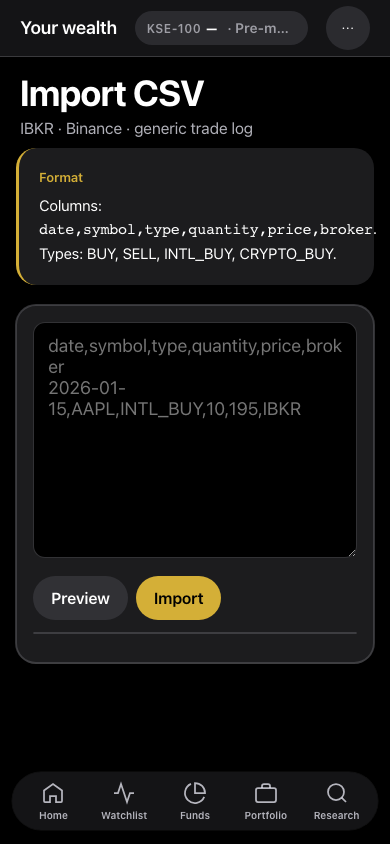 Your wealth
KSE-100 — · Pre-m...
...
Import CSV
IBKR · Binance · generic trade log
Format
Columns:
date,symbol,type,quantity,price,broker.
Types: BUY, SELL, INTL_BUY, CRYPTO_BUY.
date,symbol,type,quantity,price,brok
er
2026-01-
15,AAPL,INTL_BUY,10,195,IBKR
Preview
Import
Home
Watchlist
Funds
Portfolio
Research